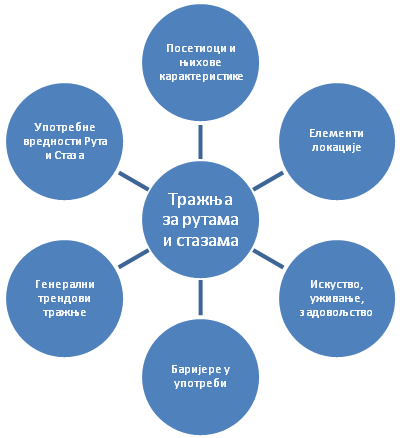 Посетиоци и
њихове
карактеристике
Употребне
вредности Рута
и Стаза
Елементи
локације
Тражња
за рутама
и стазама
Генерални
трендови
тражње
Искуство,
уживање,
задовољство
Баријере у
употреби